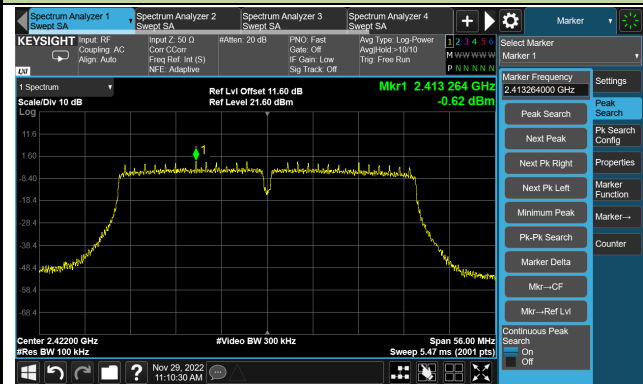 Spectrum Analyzer 1
Swept SA
Spectrum Analyzer 2
Swept SA
Spectrum Analyzer 3
Swept SA
Spectrum Analyzer 4
Swept SA
+
Marker
KEYSIGHT
LXI
Input: RF
Coupling: AC
Align: Auto
Input Z: 50 Ω
Corr CCorr
Freq Ref: Int (S)
NFE: Adaptive
#Atten: 20 dB
PNO: Fast
Gate: Off
IF Gain: Low
Sig Track: Off
Avg Type: Log-Power
Avg|Hold:>10/10
Trig: Free Run
1 2 3 4 5 6
M W W W W W
P N N N N N
Select Marker
Marker 1
1 Spectrum
Scale/Div 10 dB
Log
Ref Lvl Offset 11.60 dB
Ref Level 21.60 dBm
Mkr1 2.413 264 GHz
-0.62 dBm
11.6
1.60
-8.40
-18.4
-28.4
-38.4
-48.4
-58.4
-68.4
1
Center 2.42200 GHz
#Res BW 100 kHz
#Video BW 300 kHz
Span 56.00 MHz
Sweep 5.47 ms (2001 pts)
Marker Frequency
2.413264000 GHz
Peak Search
Next Peak
Next Pk Right
Next Pk Left
Minimum Peak
Pk-Pk Search
Marker Delta
Mkr→CF
Mkr→Ref Lvl
Continuous Peak
Search
On
Off
Settings
Peak
Search
Pk Search
Config
Properties
Marker
Function
Marker→
Counter
?
Nov 29, 2022
11:10:30 AM